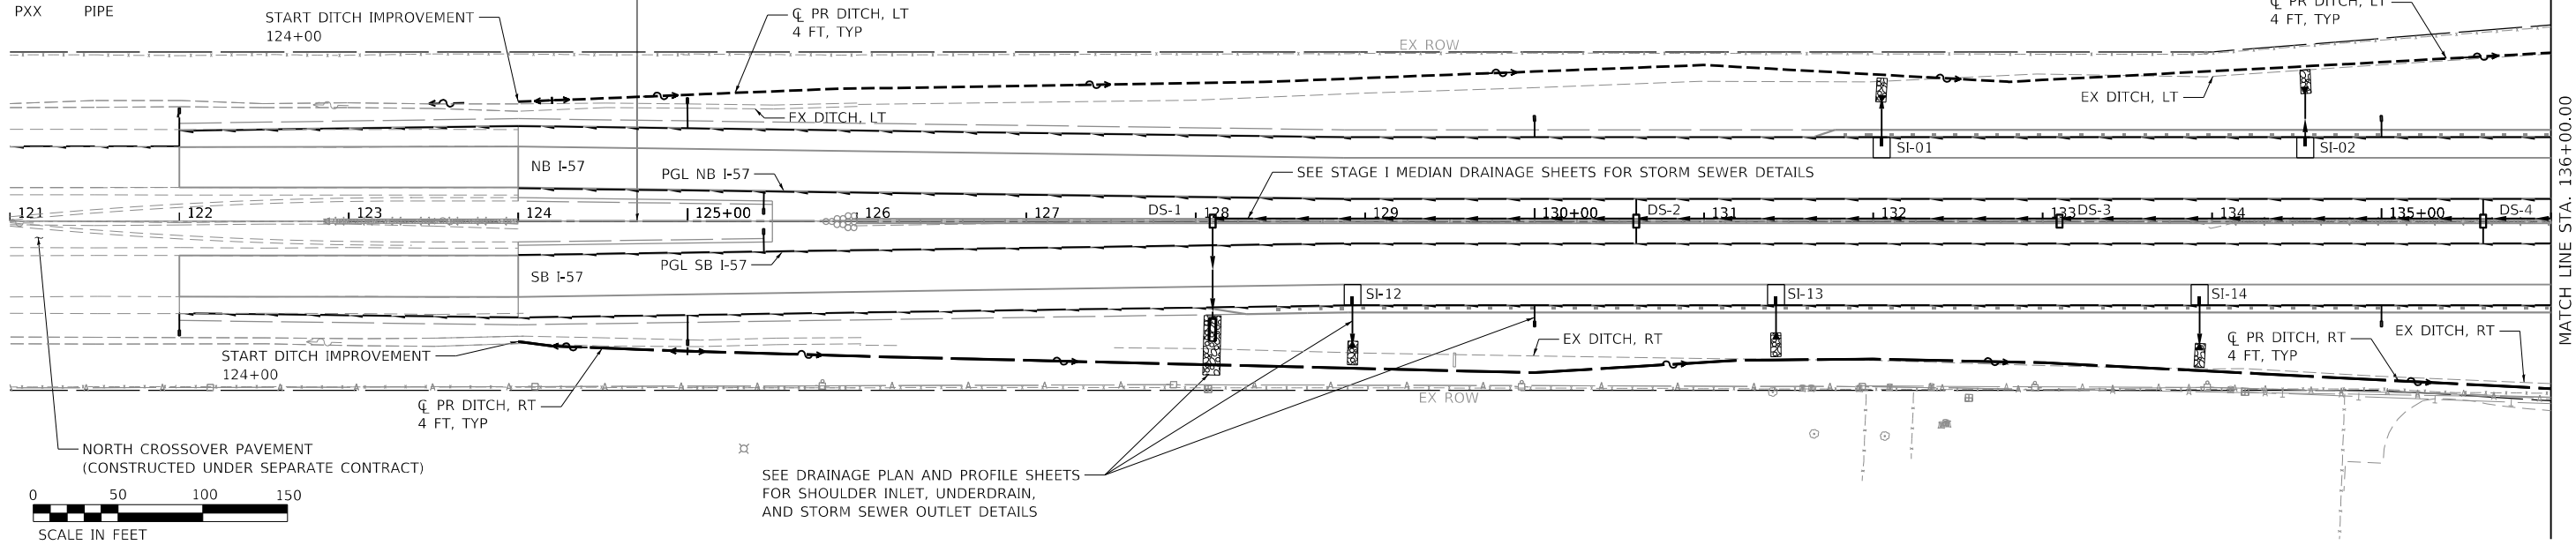 PXX PIPE
START DITCH IMPROVEMENT
124+00
℄ PR DITCH, LT
4 FT, TYP
℄ PR DITCH, LT
4 FT, TYP
EX ROW
EX DITCH, LT
EX DITCH, LT
NB I-57
PGL NB I-57
SEE STAGE I MEDIAN DRAINAGE SHEETS FOR STORM SEWER DETAILS
SI-01
SI-02
121 122 123 124 125+00 126 127 DS-1 128 129 130+00 DS-2 131 132 133 DS-3 134 135+00 DS-4
MATCH LINE STA. 136+00.00
PGL SB I-57
SB I-57
SI-12
SI-13
SI-14
START DITCH IMPROVEMENT
124+00
EX DITCH, RT
℄ PR DITCH, RT
4 FT, TYP
EX DITCH, RT
℄ PR DITCH, RT
4 FT, TYP
EX ROW
NORTH CROSSOVER PAVEMENT
(CONSTRUCTED UNDER SEPARATE CONTRACT)
SEE DRAINAGE PLAN AND PROFILE SHEETS
FOR SHOULDER INLET, UNDERDRAIN,
AND STORM SEWER OUTLET DETAILS
0 50 100 150
SCALE IN FEET